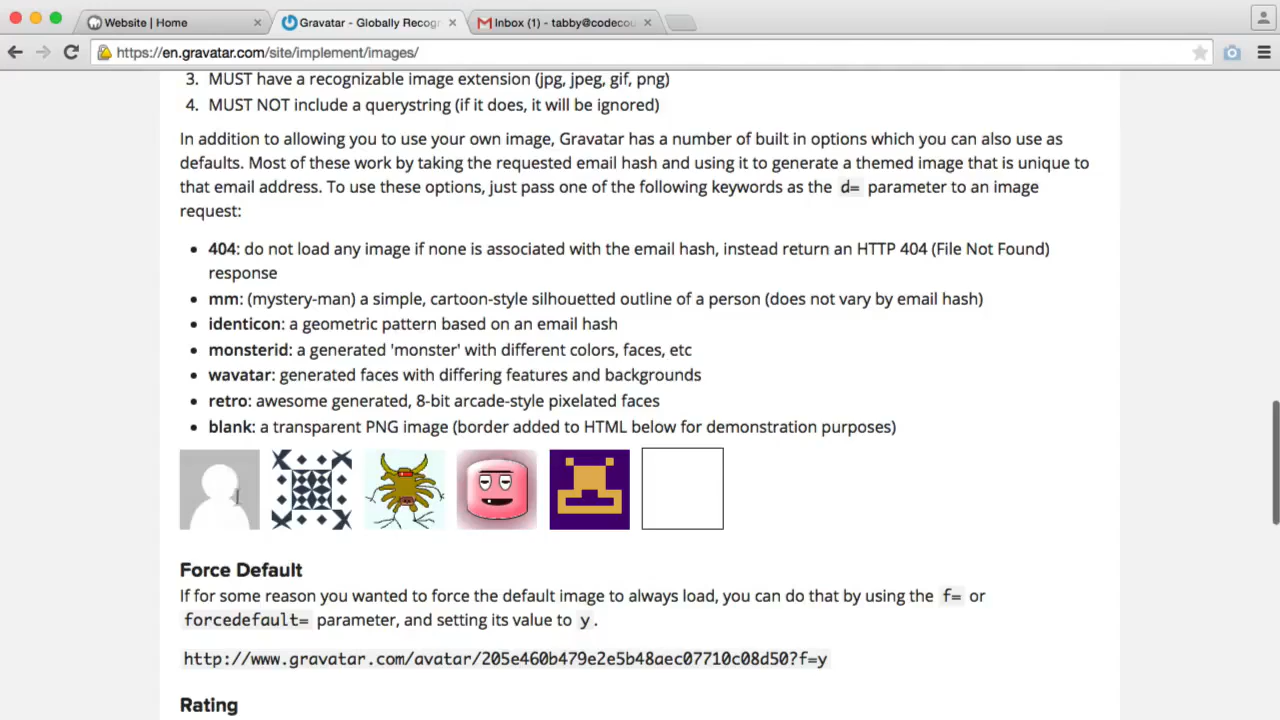 Website | Home
Gravatar - Globally Recogn
Inbox (1) - tabby@codecou
https://en.gravatar.com/site/implement/images/
3. MUST have a recognizable image extension (jpg, jpeg, gif, png)
4. MUST NOT include a querystring (if it does, it will be ignored)
In addition to allowing you to use your own image, Gravatar has a number of built in options which you can also use as
defaults. Most of these work by taking the requested email hash and using it to generate a themed image that is unique to
that email address. To use these options, just pass one of the following keywords as the d= parameter to an image
request:
• 404: do not load any image if none is associated with the email hash, instead return an HTTP 404 (File Not Found)
response
• mm: (mystery-man) a simple, cartoon-style silhouetted outline of a person (does not vary by email hash)
• identicon: a geometric pattern based on an email hash
• monsterid: a generated 'monster' with different colors, faces, etc
• wavatar: generated faces with differing features and backgrounds
• retro: awesome generated, 8-bit arcade-style pixelated faces
• blank: a transparent PNG image (border added to HTML below for demonstration purposes)
Force Default
If for some reason you wanted to force the default image to always load, you can do that by using the f= or
forcedefault= parameter, and setting its value to y.
http://www.gravatar.com/avatar/205e460b479e2e5b48aec07710c08d50?f=y
Rating